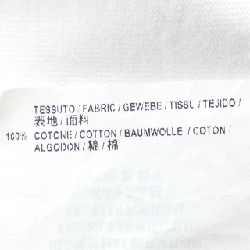 TESSUTO / FABRIC / GEWEBE / TISSU / TEJIDO /
表地 / 面料
100% COTONE / COTTON / BAUMWOLLE / COTON /
ALGODON / 綿 / 棉